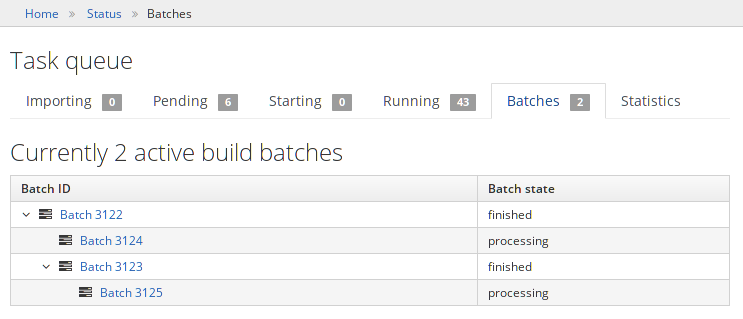 Home » Status » Batches
Task queue
Importing 0 Pending 6 Starting 0 Running 43 Batches 2 Statistics
Currently 2 active build batches
Batch ID Batch state
Batch 3122 finished
Batch 3124 processing
Batch 3123 finished
Batch 3125 processing